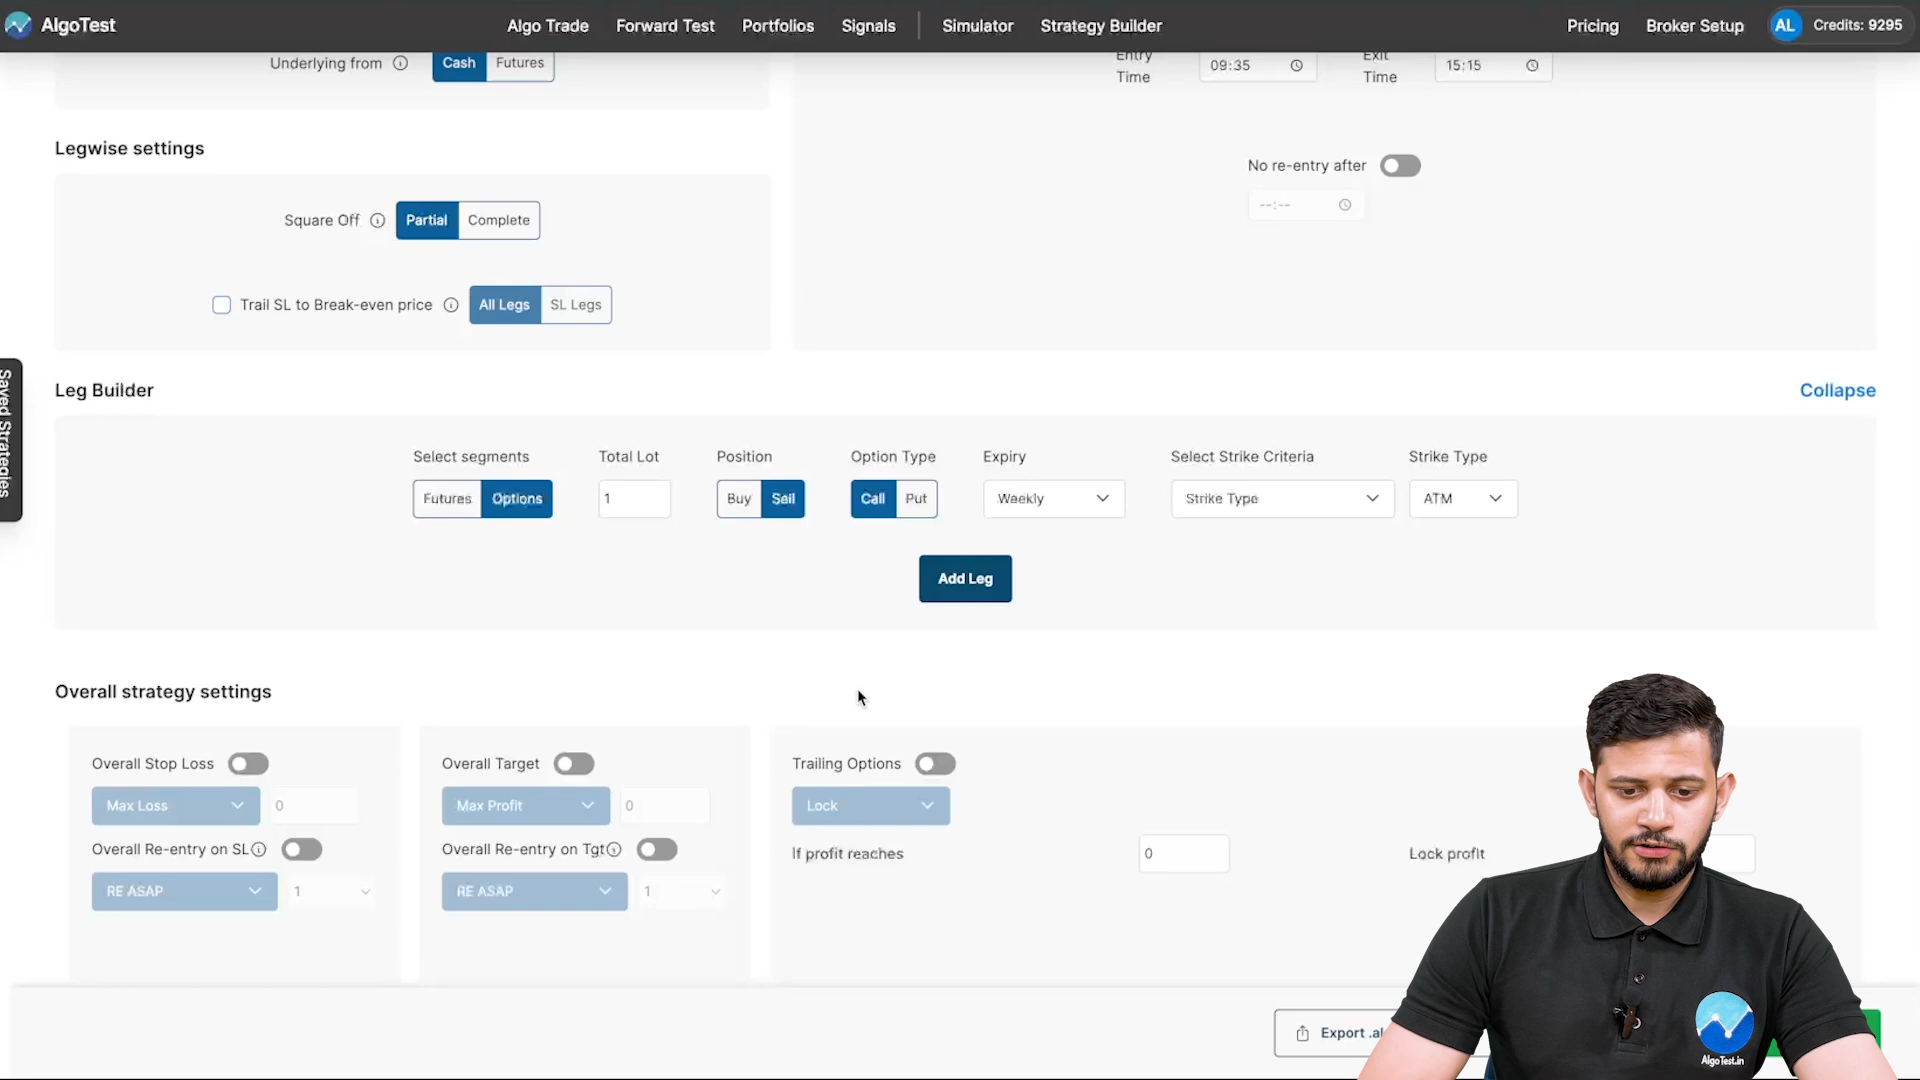 AlgoTest
Algo Trade
Forward Test
Portfolios
Signals
Simulator
Strategy Builder
Pricing
Broker Setup
AL
Credits: 9295
Underlying from
Cash
Futures
Entry
Time
09:35
Exit
Time
15:15
Legwise settings
No re-entry after
--:--
Square Off
Partial
Complete
Trail SL to Break-even price
All Legs
SL Legs
Saved Strategies
Leg Builder
Collapse
Select segments
Total Lot
Position
Option Type
Expiry
Select Strike Criteria
Strike Type
Futures
Options
1
Buy
Sell
Call
Put
Weekly
Strike Type
ATM
Add Leg
Overall strategy settings
Overall Stop Loss
Overall Target
Trailing Options
Max Loss
0
Max Profit
0
Lock
Overall Re-entry on SL
Overall Re-entry on Tgt
If profit reaches
0
Lock profit
RE ASAP
1
RE ASAP
1
Export .al
AlgoTest.in